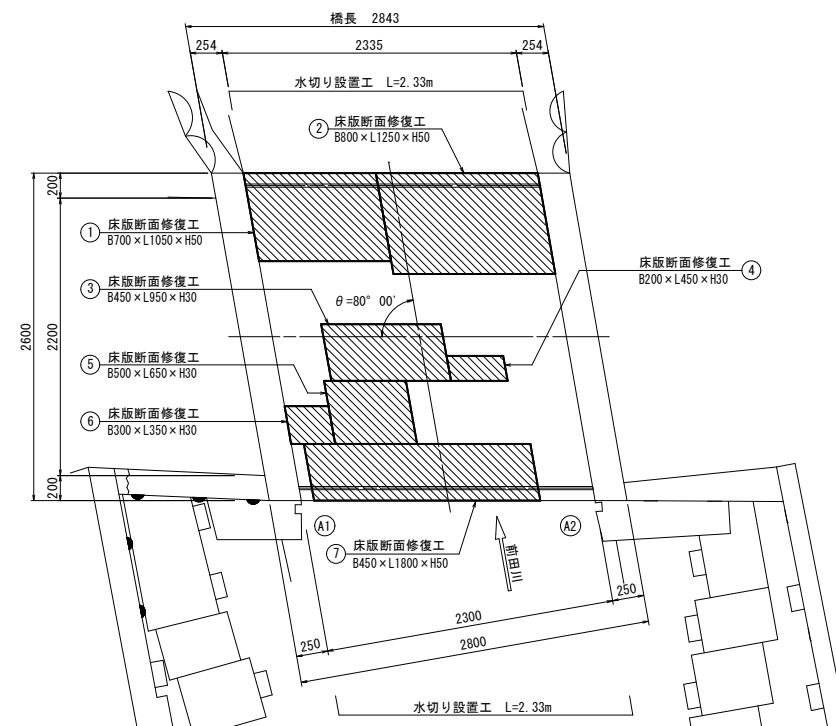 橋長 2843
254
2335
254
水切り設置工 L=2.33m
② 床版断面修復工
B800×L1250×H50
200
① 床版断面修復工
B700×L1050×H50
③ 床版断面修復工
B450×L950×H30
床版断面修復工 ④
B200×L450×H30
θ=80° 00'
2600
2200
⑤ 床版断面修復工
B500×L650×H30
⑥ 床版断面修復工
B300×L350×H30
200
A1
A2
⑦ 床版断面修復工
B450×L1800×H50
前田川
2300
250
250
2800
水切り設置工 L=2.33m